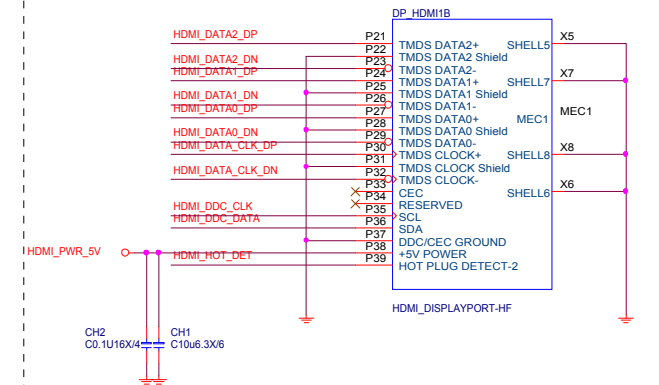 DP_HDMI1B
HDMI_DATA2_DP P21 TMDS DATA2+ SHELL5 X5
P22 TMDS DATA2 Shield
HDMI_DATA2_DN P23 TMDS DATA2-
HDMI_DATA1_DP P24 TMDS DATA1+ SHELL7 X7
P25 TMDS DATA1 Shield
HDMI_DATA1_DN P26 TMDS DATA1-
HDMI_DATA0_DP P27 TMDS DATA0+ MEC1 MEC1
P28 TMDS DATA0 Shield
HDMI_DATA0_DN P29 TMDS DATA0-
HDMI_DATA_CLK_DP P30 TMDS CLOCK+ SHELL8 X8
P31 TMDS CLOCK Shield
HDMI_DATA_CLK_DN P32 TMDS CLOCK-
P33 CEC SHELL6 X6
P34 RESERVED
HDMI_DDC_CLK P35 SCL
HDMI_DDC_DATA P36 SDA
P37 DDC/CEC GROUND
HDMI_PWR_5V P38 +5V POWER
HDMI_HOT_DET P39 HOT PLUG DETECT-2
HDMI_DISPLAYPORT-HF
CH2 CH1
C0.1U16X/4 C10u6.3X/6